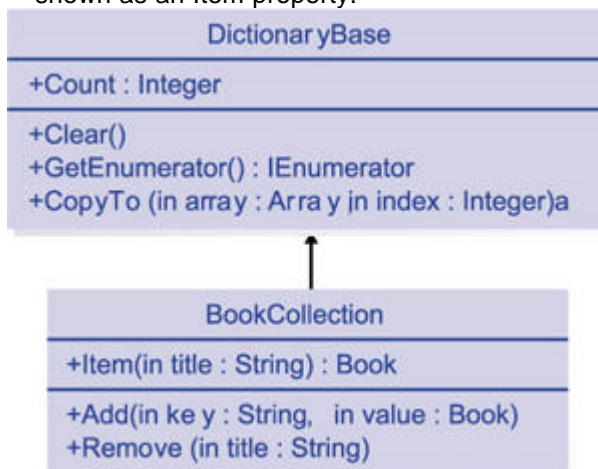 shown as an Item property.
DictionaryBase
+Count : Integer
+Clear()
+GetEnumerator() : IEnumerator
+CopyTo (in array : Array in index : Integer)a
BookCollection
+Item(in title : String) : Book
+Add(in key : String, in value : Book)
+Remove (in title : String)